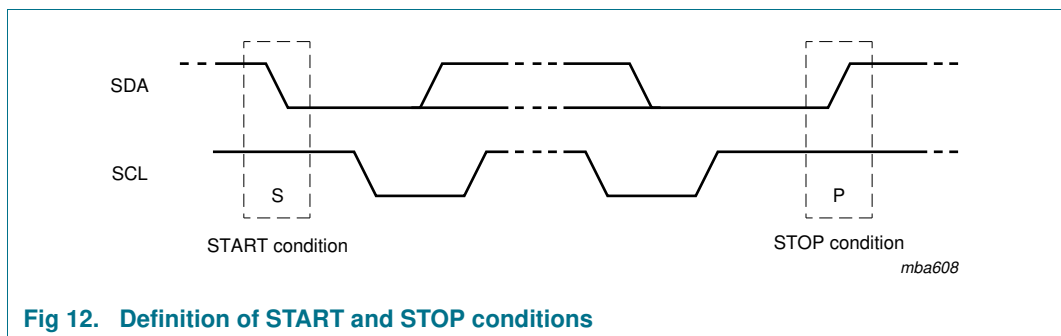 SDA
SCL
S
P
START condition
STOP condition
mba608
Fig 12. Definition of START and STOP conditions